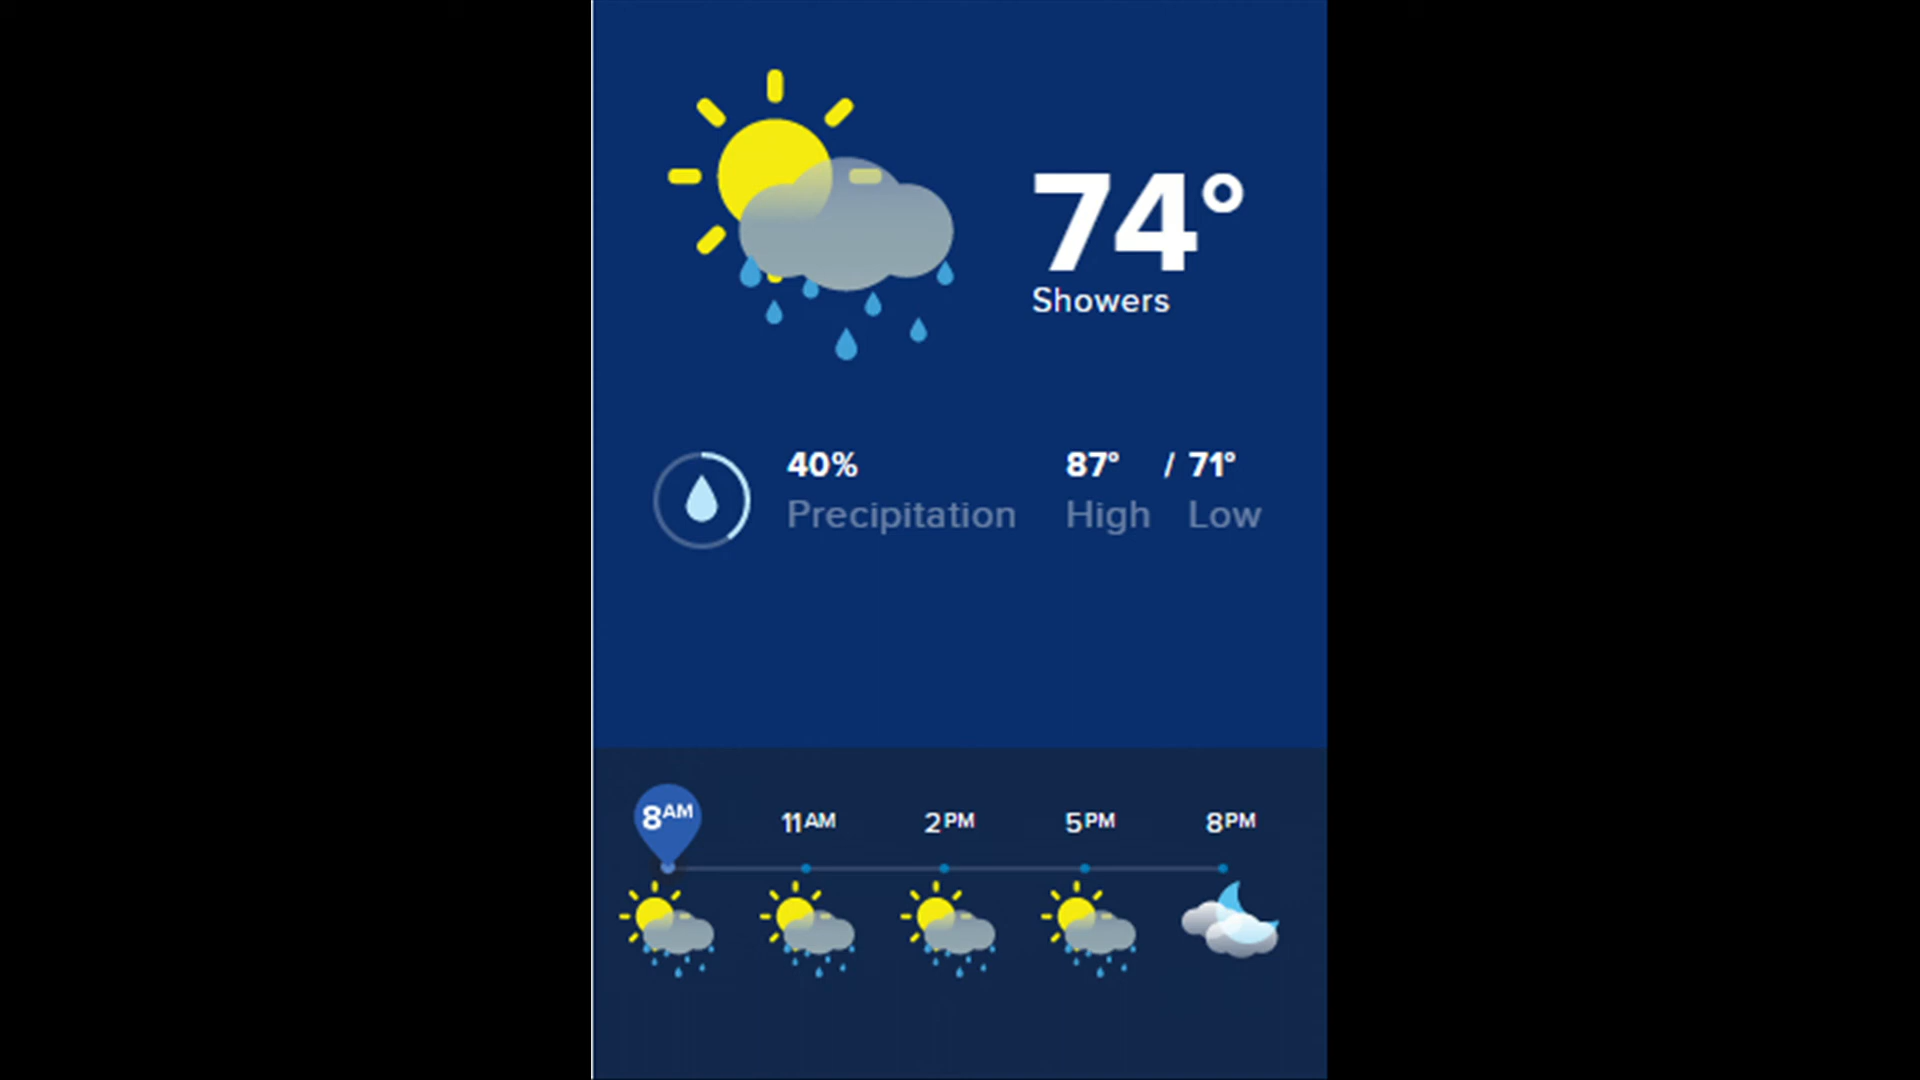 74°
Showers
40%
Precipitation
87° / 71°
High Low
8AM 11AM 2PM 5PM 8PM